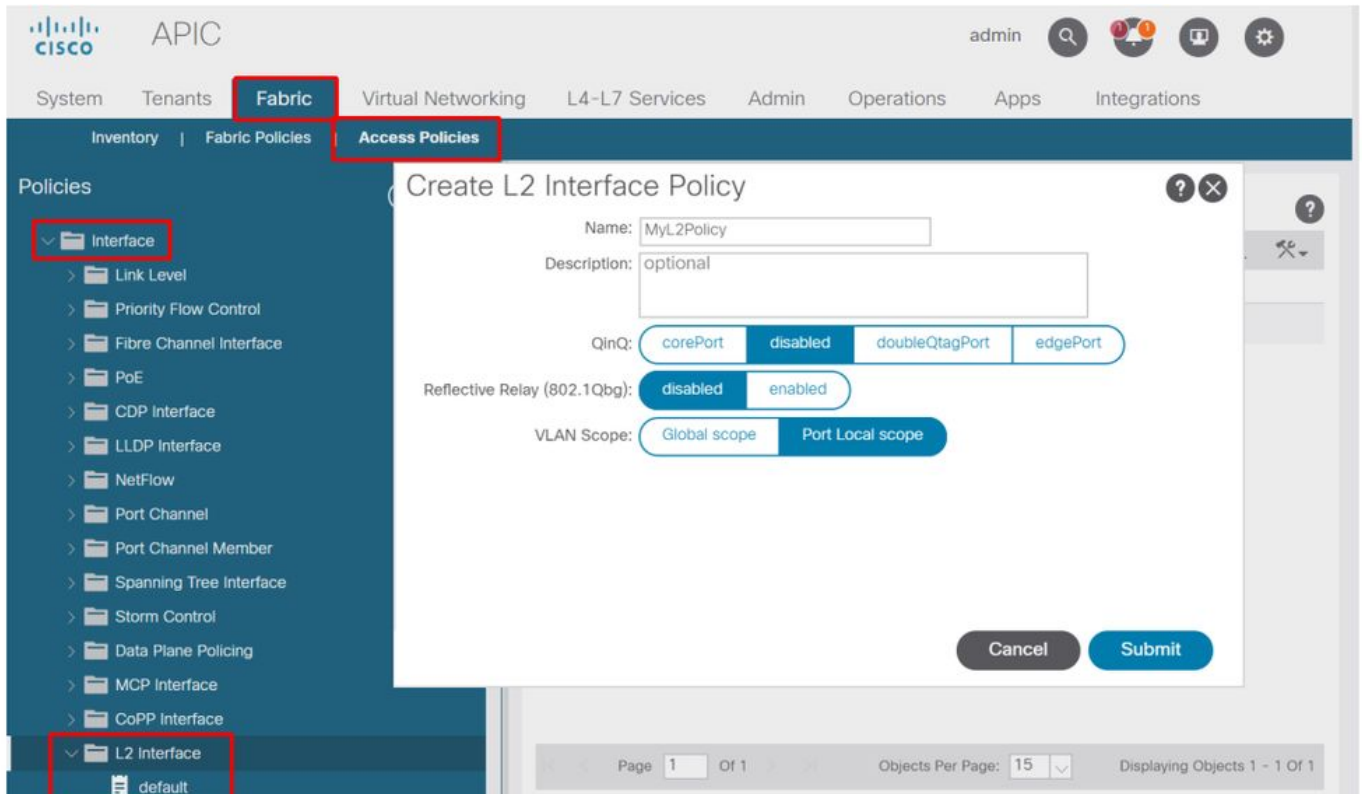 CISCO APIC admin
System Tenants Fabric Virtual Networking L4-L7 Services Admin Operations Apps Integrations
Inventory | Fabric Policies | Access Policies
Policies
Interface
Link Level
Priority Flow Control
Fibre Channel Interface
PoE
CDP Interface
LLDP Interface
NetFlow
Port Channel
Port Channel Member
Spanning Tree Interface
Storm Control
Data Plane Policing
MCP Interface
CoPP Interface
L2 Interface
default
Create L2 Interface Policy
Name: MyL2Policy
Description: optional
QinQ: corePort disabled doubleQtagPort edgePort
Reflective Relay (802.1Qbg): disabled enabled
VLAN Scope: Global scope Port Local scope
Cancel Submit
Page 1 Of 1 Objects Per Page: 15 Displaying Objects 1 - 1 Of 1